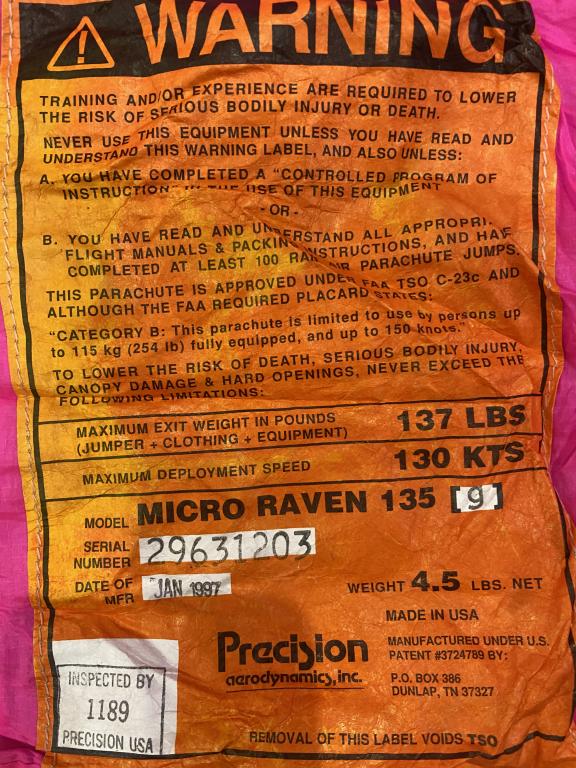 WARNING
TRAINING AND/OR EXPERIENCE ARE REQUIRED TO LOWER
THE RISK OF SERIOUS BODILY INJURY OR DEATH.
NEVER USE THIS EQUIPMENT UNLESS YOU HAVE READ AND
UNDERSTAND THIS WARNING LABEL, AND ALSO UNLESS:
A. YOU HAVE COMPLETED A "CONTROLLED PROGRAM OF
INSTRUCTION" IN THE USE OF THIS EQUIPMENT
- OR -
B. YOU HAVE READ AND UNDERSTAND ALL
FLIGHT MANUALS & AND HAVE
COMPLETED AT LEAST 100 PARACHUTE JUMPS.
THIS PARACHUTE IS APPROVED UNDER FAA TSO C-23c AND
ALTHOUGH THE FAA REQUIRED PLACARD STATES:
"CATEGORY B: This parachute is limited to use by persons up
to 115 kg (254 lb) fully equipped, and up to 150 knots."
TO LOWER THE RISK OF DEATH, SERIOUS BODILY INJURY,
CANOPY DAMAGE & HARD OPENINGS, NEVER EXCEED THE
FOLLOWING LIMITATIONS:
MAXIMUM EXIT WEIGHT IN POUNDS 137 LBS
(JUMPER + CLOTHING + EQUIPMENT)
MAXIMUM DEPLOYMENT SPEED 130 KTS
MODEL MICRO RAVEN 135 [9]
SERIAL NUMBER 29631203
DATE OF MFR JAN 1997
WEIGHT 4.5 LBS. NET
MADE IN USA
Precision
aerodynamics, inc.
MANUFACTURED UNDER U.S.
PATENT #3724789 BY:
P.O. BOX 386
DUNLAP, TN 37327
INSPECTED BY
1189
PRECISION USA
REMOVAL OF THIS LABEL VOIDS TSO